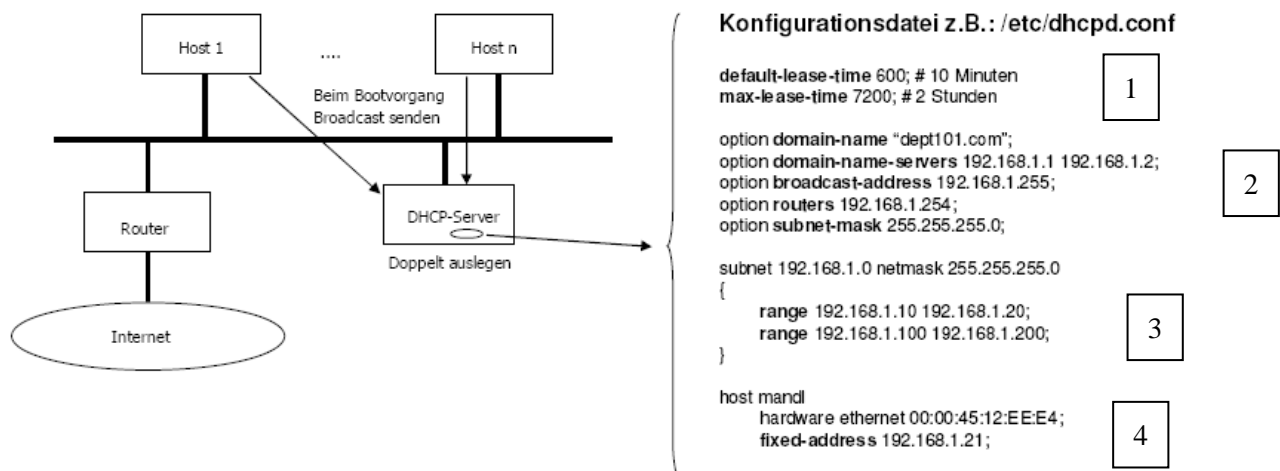 Host 1
....
Host n
Beim Bootvorgang
Broadcast senden
Router
DHCP-Server
Doppelt auslegen
Internet
Konfigurationsdatei z.B.: /etc/dhcpd.conf
default-lease-time 600; # 10 Minuten
max-lease-time 7200; # 2 Stunden
1
option domain-name “dept101.com”;
option domain-name-servers 192.168.1.1 192.168.1.2;
option broadcast-address 192.168.1.255;
option routers 192.168.1.254;
option subnet-mask 255.255.255.0;
2
subnet 192.168.1.0 netmask 255.255.255.0
{
range 192.168.1.10 192.168.1.20;
range 192.168.1.100 192.168.1.200;
}
3
host mandl
hardware ethernet 00:00:45:12:EE:E4;
fixed-address 192.168.1.21;
4